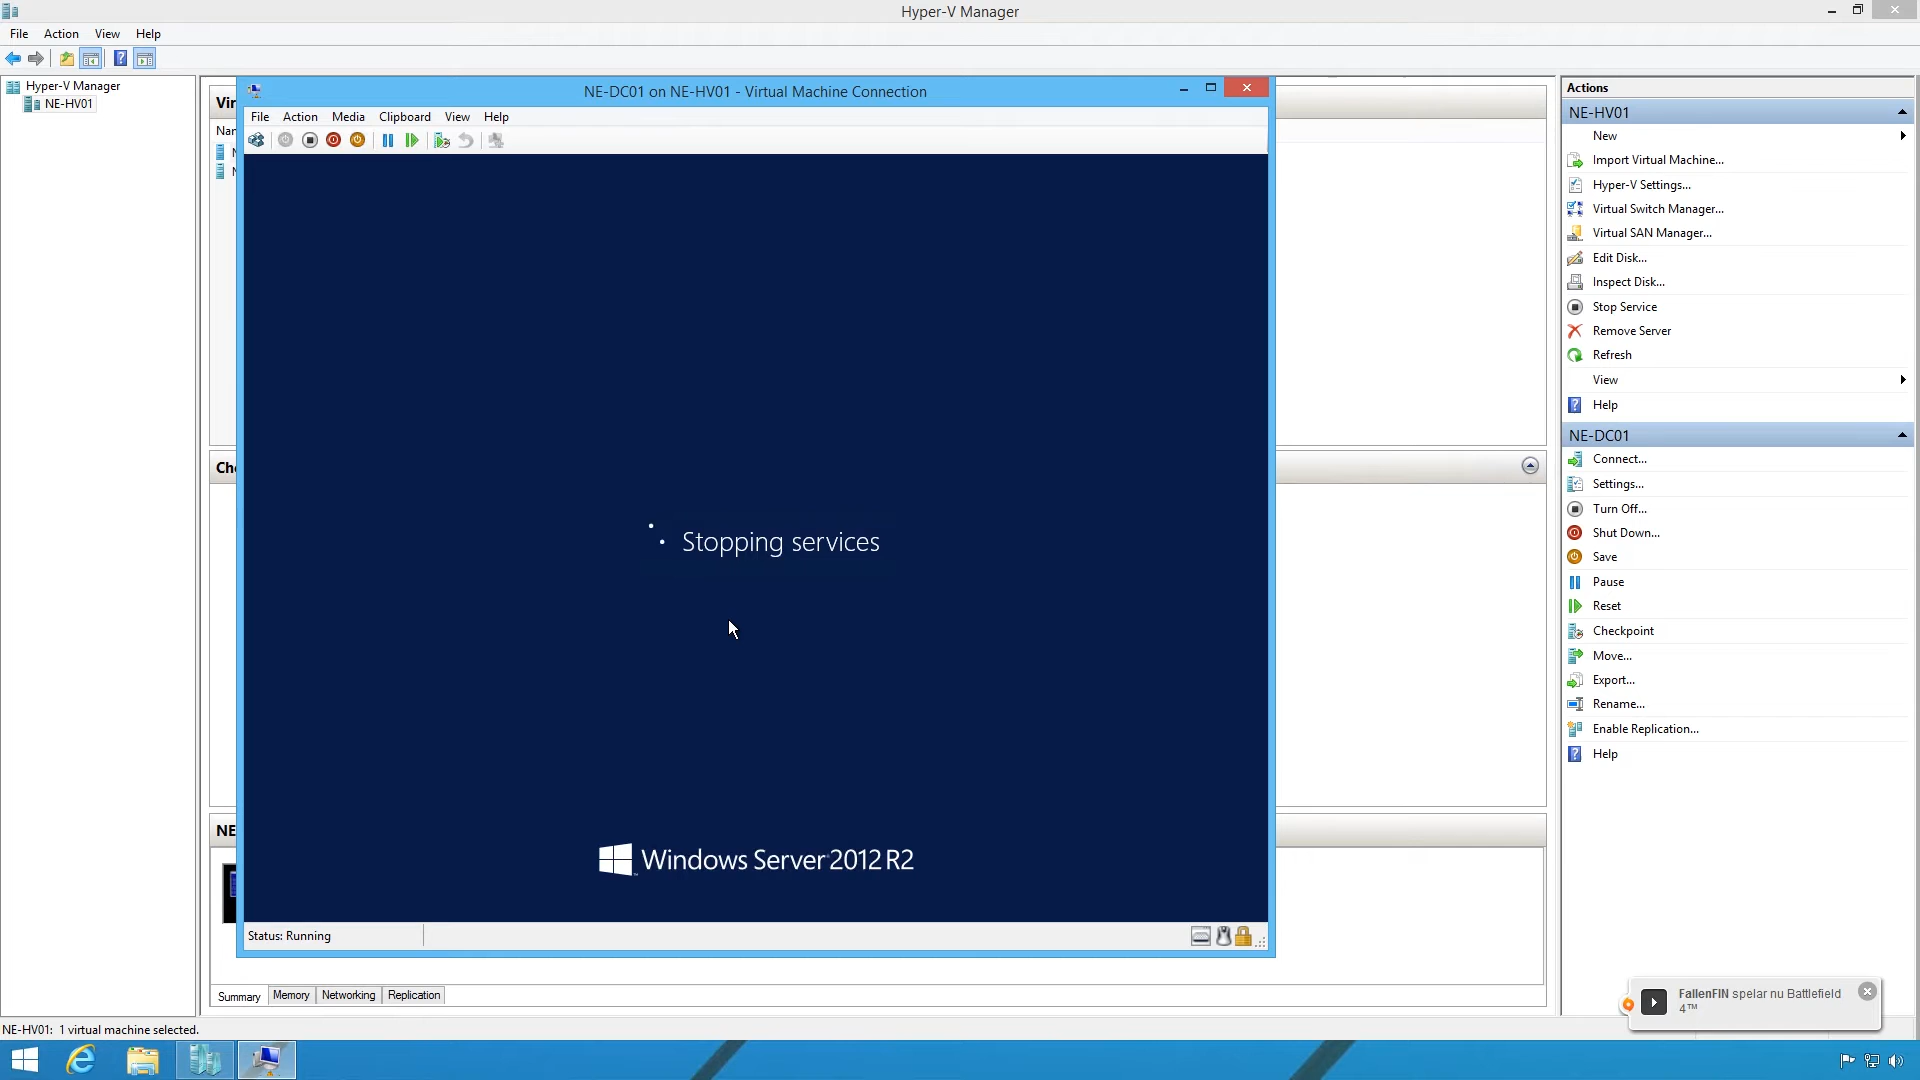 Hyper-V Manager
File Action View Help
Hyper-V Manager
NE-HV01
NE-DC01 on NE-HV01 - Virtual Machine Connection
File Action Media Clipboard View Help
Stopping services
Windows Server 2012 R2
Status: Running
NE
Summary Memory Networking Replication
Actions
NE-HV01
New
Import Virtual Machine...
Hyper-V Settings...
Virtual Switch Manager...
Virtual SAN Manager...
Edit Disk...
Inspect Disk...
Stop Service
Remove Server
Refresh
View
Help
NE-DC01
Connect...
Settings...
Turn Off...
Shut Down...
Save
Pause
Reset
Checkpoint
Move...
Export...
Rename...
Enable Replication...
Help
FallenFIN spelar nu Battlefield
4™
NE-HV01: 1 virtual machine selected.